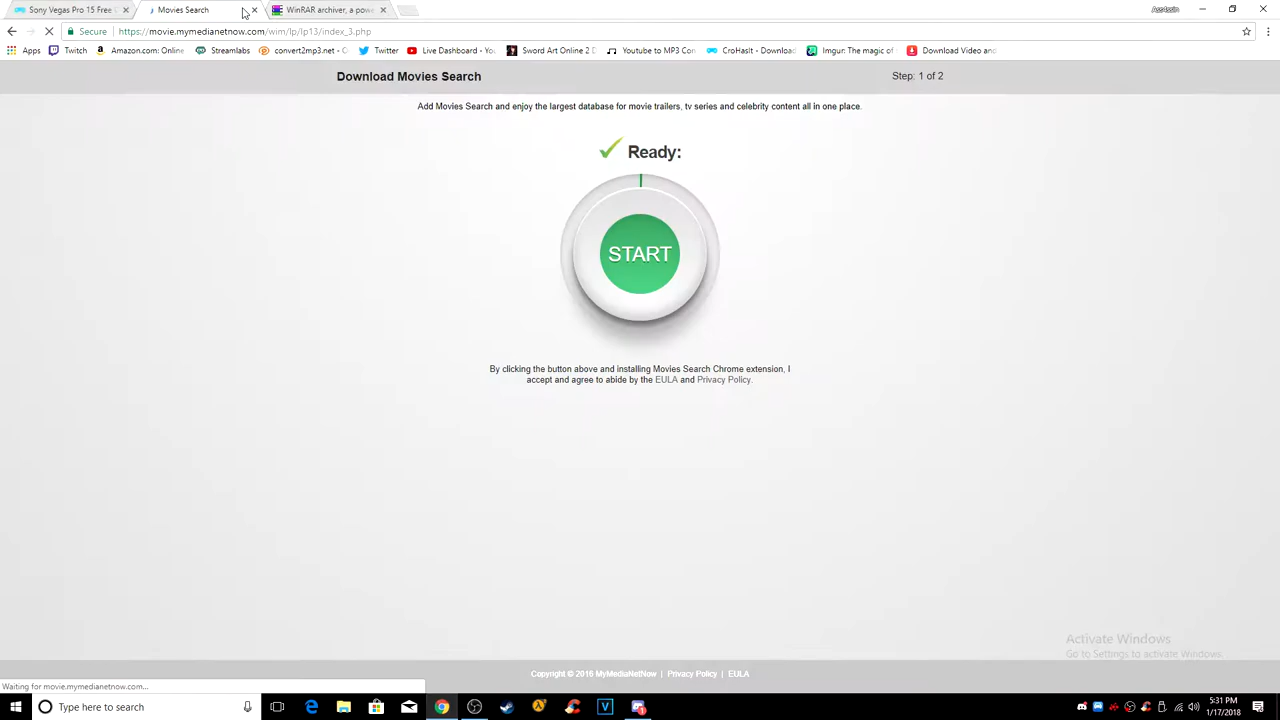 Sony Vegas Pro 15 Free
Movies Search
WinRAR archiver, a powe
Secure
https://movie.mymedianetnow.com/wim/lp/lp13/index_3.php
Apps
Twitch
Amazon.com: Online
Streamlabs
convert2mp3.net -
Twitter
Live Dashboard - You
Sword Art Online 2 D
Youtube to MP3 Con
CroHasIt - Download
Imgur: The magic of
Download Video and
Download Movies Search
Step: 1 of 2
Add Movies Search and enjoy the largest database for movie trailers, tv series and celebrity content all in one place.
Ready:
START
By clicking the button above and installing Movies Search Chrome extension, I
accept and agree to abide by the EULA and Privacy Policy.
Activate Windows
Go to Settings to activate Windows.
Copyright © 2016 MyMediaNetNow | Privacy Policy | EULA
Waiting for movie.mymedianetnow.com...
Type here to search
5:31 PM
1/17/2018